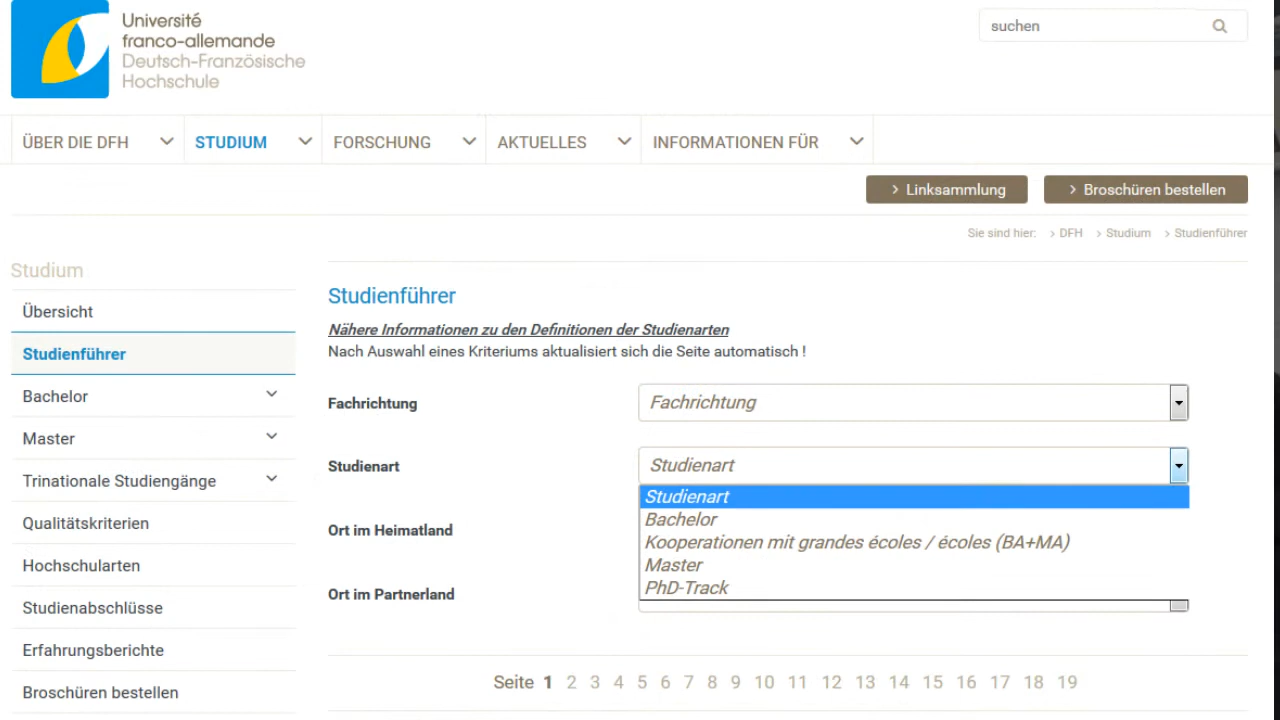 Université
franco-allemande
Deutsch-Französische
Hochschule
suchen
ÜBER DIE DFH STUDIUM FORSCHUNG AKTUELLES INFORMATIONEN FÜR
> Linksammlung > Broschüren bestellen
Sie sind hier: > DFH > Studium > Studienführer
Studium
Übersicht
Studienführer
Bachelor
Master
Trinationale Studiengänge
Qualitätskriterien
Hochschularten
Studienabschlüsse
Erfahrungsberichte
Broschüren bestellen
Studienführer
Nähere Informationen zu den Definitionen der Studienarten
Nach Auswahl eines Kriteriums aktualisiert sich die Seite automatisch !
Fachrichtung Fachrichtung
Studienart Studienart
Studienart
Bachelor
Kooperationen mit grandes écoles / écoles (BA+MA)
Master
PhD-Track
Ort im Heimatland
Ort im Partnerland
Seite 1 2 3 4 5 6 7 8 9 10 11 12 13 14 15 16 17 18 19